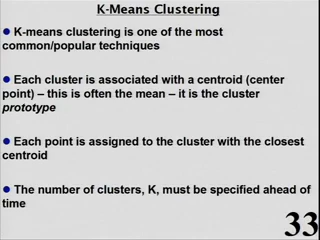 K-Means Clustering
K-means clustering is one of the most
common/popular techniques
Each cluster is associated with a centroid (center
point) – this is often the mean – it is the cluster
prototype
Each point is assigned to the cluster with the closest
centroid
The number of clusters, K, must be specified ahead of
time
33